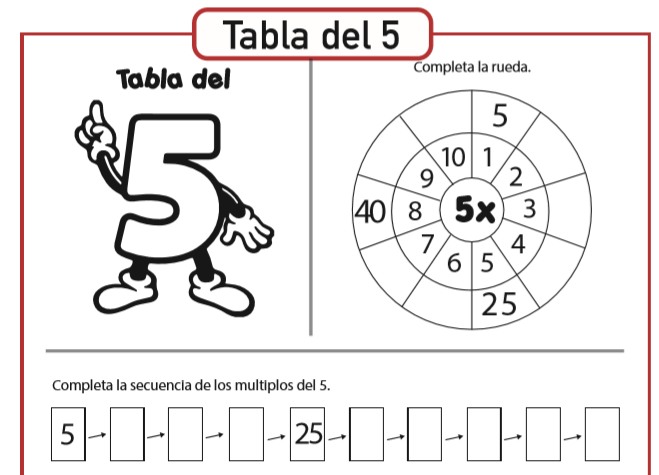 Tabla del 5
Tabla del
5
Completa la rueda.
5
10 1
9 2
40 8 5x 3
7 4
6 5
25
Completa la secuencia de los multiplos del 5.
5 25